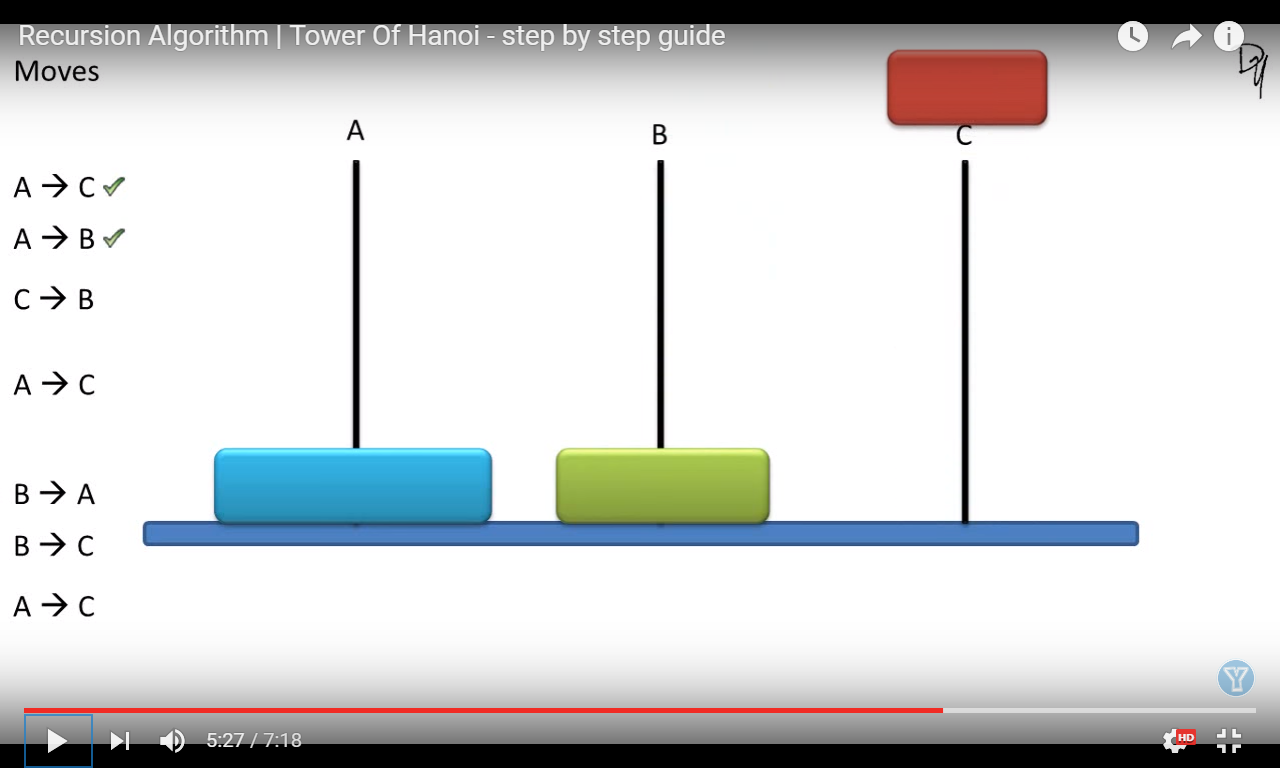 Recursion Algorithm | Tower Of Hanoi - step by step guide
Moves
A B C
A → C ✓
A → B ✓
C → B
A → C
B → A
B → C
A → C
Y
5:27 / 7:18
HD